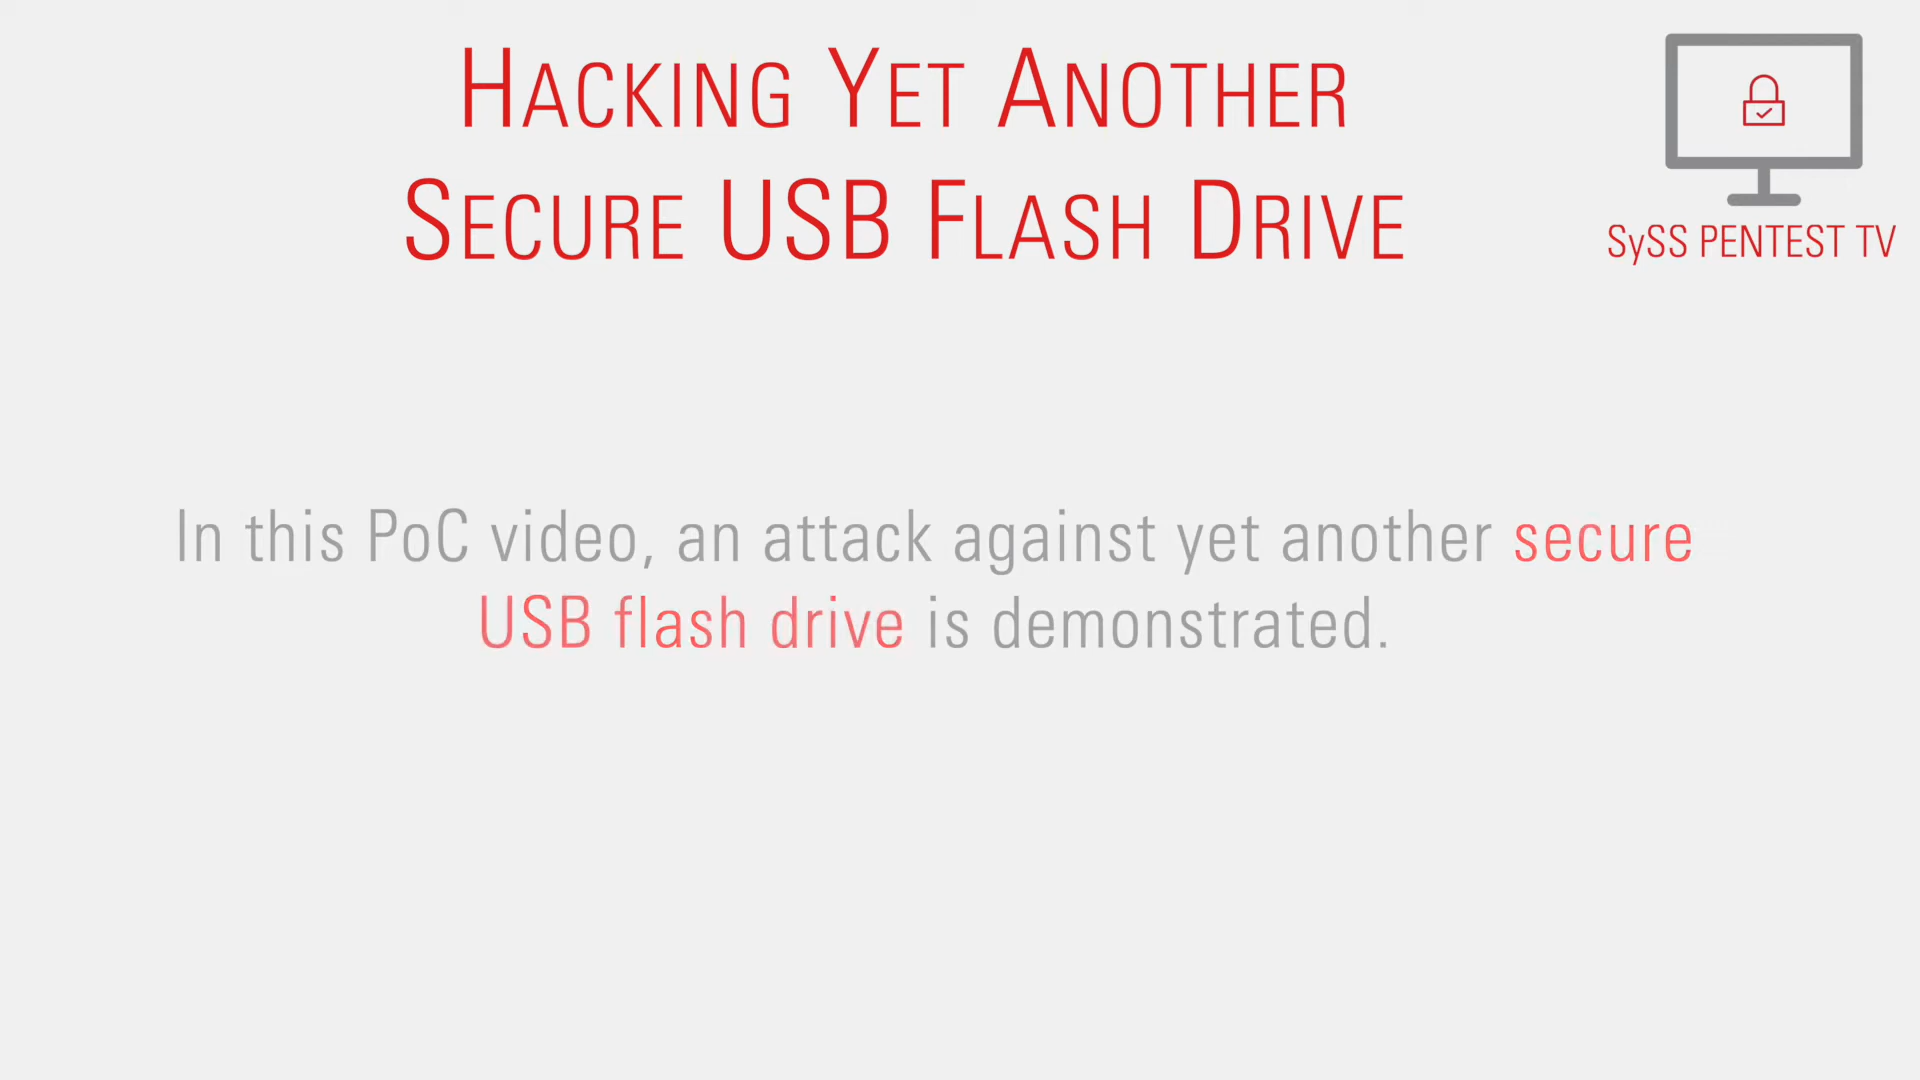 Hacking Yet Another
Secure USB Flash Drive
SySS PENTEST TV
In this PoC video, an attack against yet another secure
USB flash drive is demonstrated.